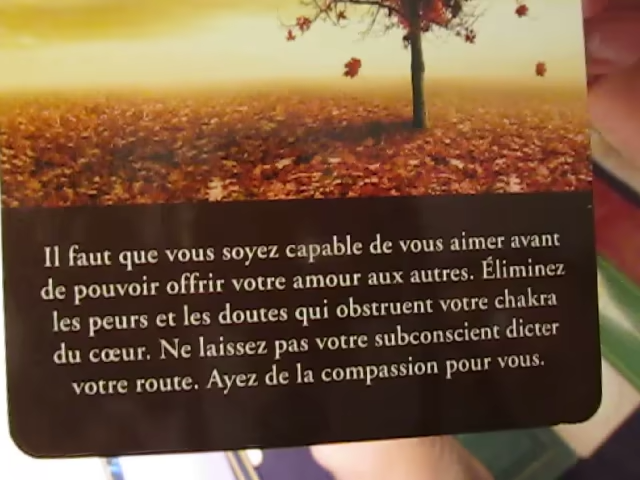 Il faut que vous soyez capable de vous aimer avant
de pouvoir offrir votre amour aux autres. Éliminez
les peurs et les doutes qui obstruent votre chakra
du cœur. Ne laissez pas votre subconscient dicter
votre route. Ayez de la compassion pour vous.